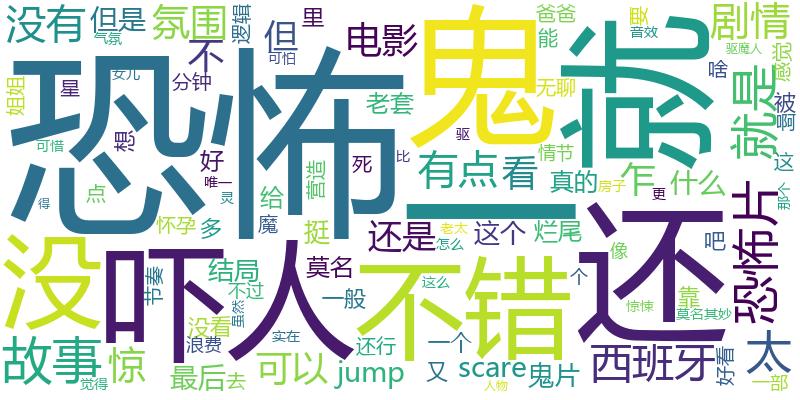 没有
但是
氛围
逻辑
里
但
不
气氛
可怕
电影
爸爸
能
要
音效
剧情
恐怖
鬼
就
姐姐
星
女儿
分钟
老套
无聊
啥
驱魔人
感觉
就是
被
啊
可惜
想
好
唯一
死
比
驱
有点
看
情节
真的
房子
乍
什么
这
那个
得
点
灵
给
营造
一
更
怀孕
多
魔
挺
还是
老太
怎么
这个
烂尾
还
像
吧
恐怖片
没
吓人
节奏
结局
不过
莫名
一般
不错
这么
个
惊悚
靠
莫名其妙
虽然
没看
浪费
实在
还行
一个
故事
惊
觉得
最后
去
可以
jump
又
scare
鬼片
人物
西班牙
好看
太
一部